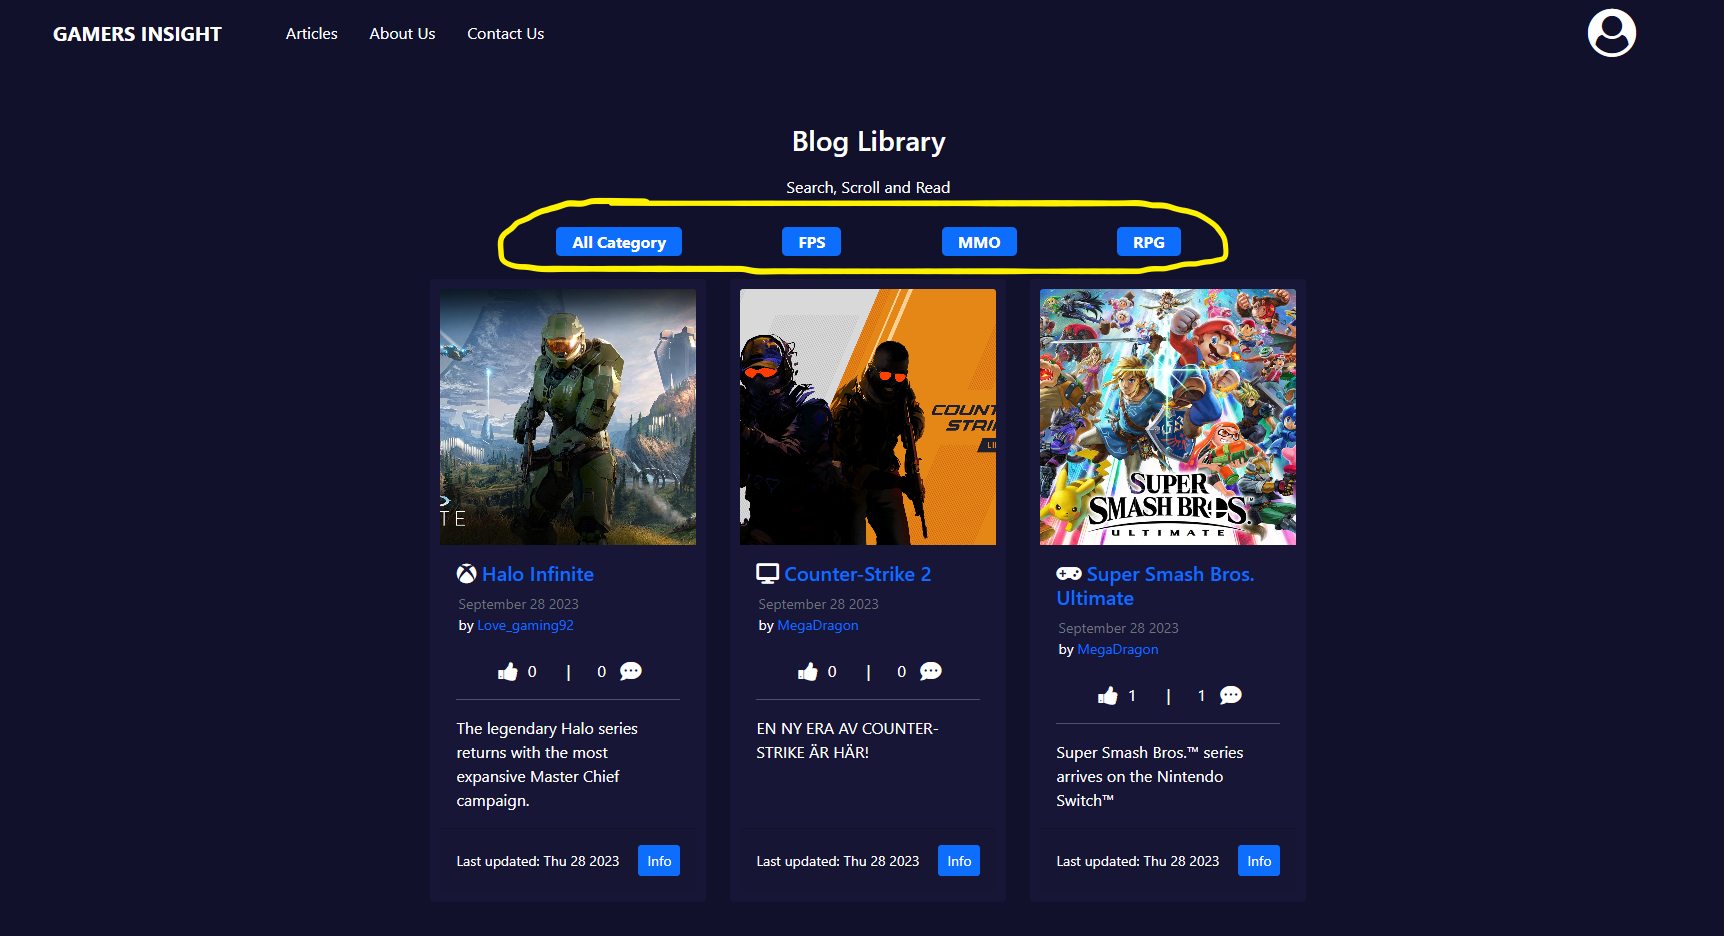 GAMERS INSIGHT Articles About Us Contact Us
Blog Library
Search, Scroll and Read
All Category FPS MMO RPG
TE
COUNT
STRI
LI
SUPER
SMASH BROS.™
ULTIMATE
Halo Infinite
September 28 2023
by Love_gaming92
0 | 0
The legendary Halo series
returns with the most
expansive Master Chief
campaign.
Last updated: Thu 28 2023 Info
Counter-Strike 2
September 28 2023
by MegaDragon
0 | 0
EN NY ERA AV COUNTER-
STRIKE ÄR HÄR!
Last updated: Thu 28 2023 Info
Super Smash Bros.
Ultimate
September 28 2023
by MegaDragon
1 | 1
Super Smash Bros.™ series
arrives on the Nintendo
Switch™
Last updated: Thu 28 2023 Info